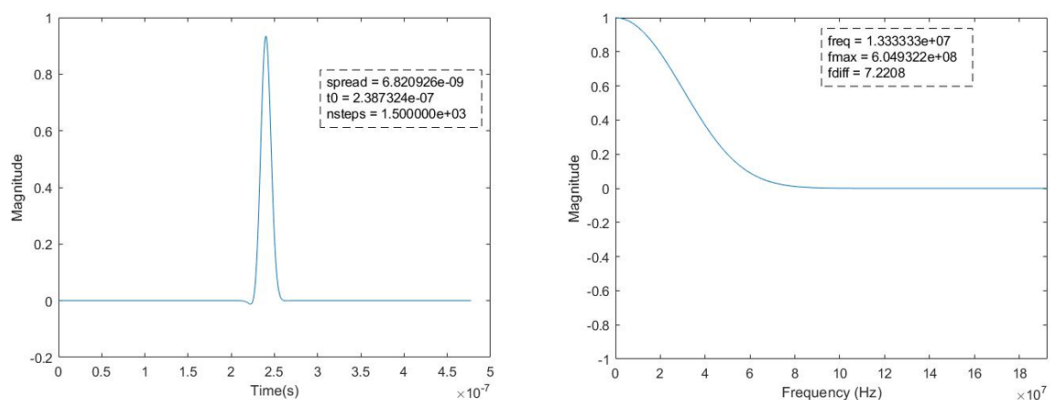 1
0.8
0.6
0.4
0.2
0
-0.2
Magnitude
spread = 6.820926e-09
t0 = 2.387324e-07
nsteps = 1.500000e+03
0 0.5 1 1.5 2 2.5 3 3.5 4 4.5 5
Time(s)
×10⁻⁷
1
0.8
0.6
0.4
0.2
0
-0.2
-0.4
-0.6
-0.8
-1
Magnitude
freq = 1.333333e+07
fmax = 6.049322e+08
fdiff = 7.2208
0 2 4 6 8 10 12 14 16 18
Frequency (Hz)
×10⁷